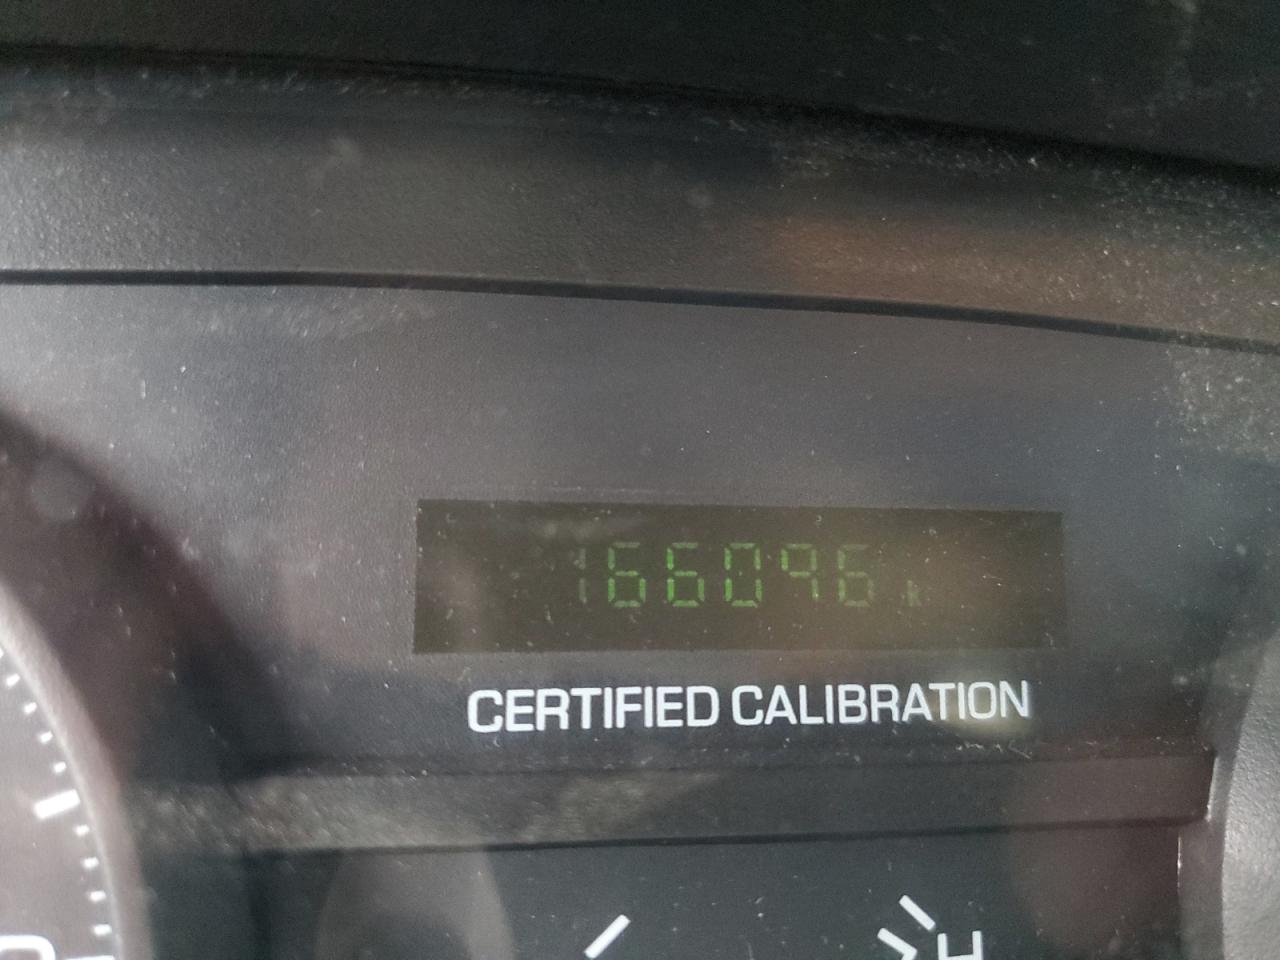 166096
CERTIFIED CALIBRATION
H